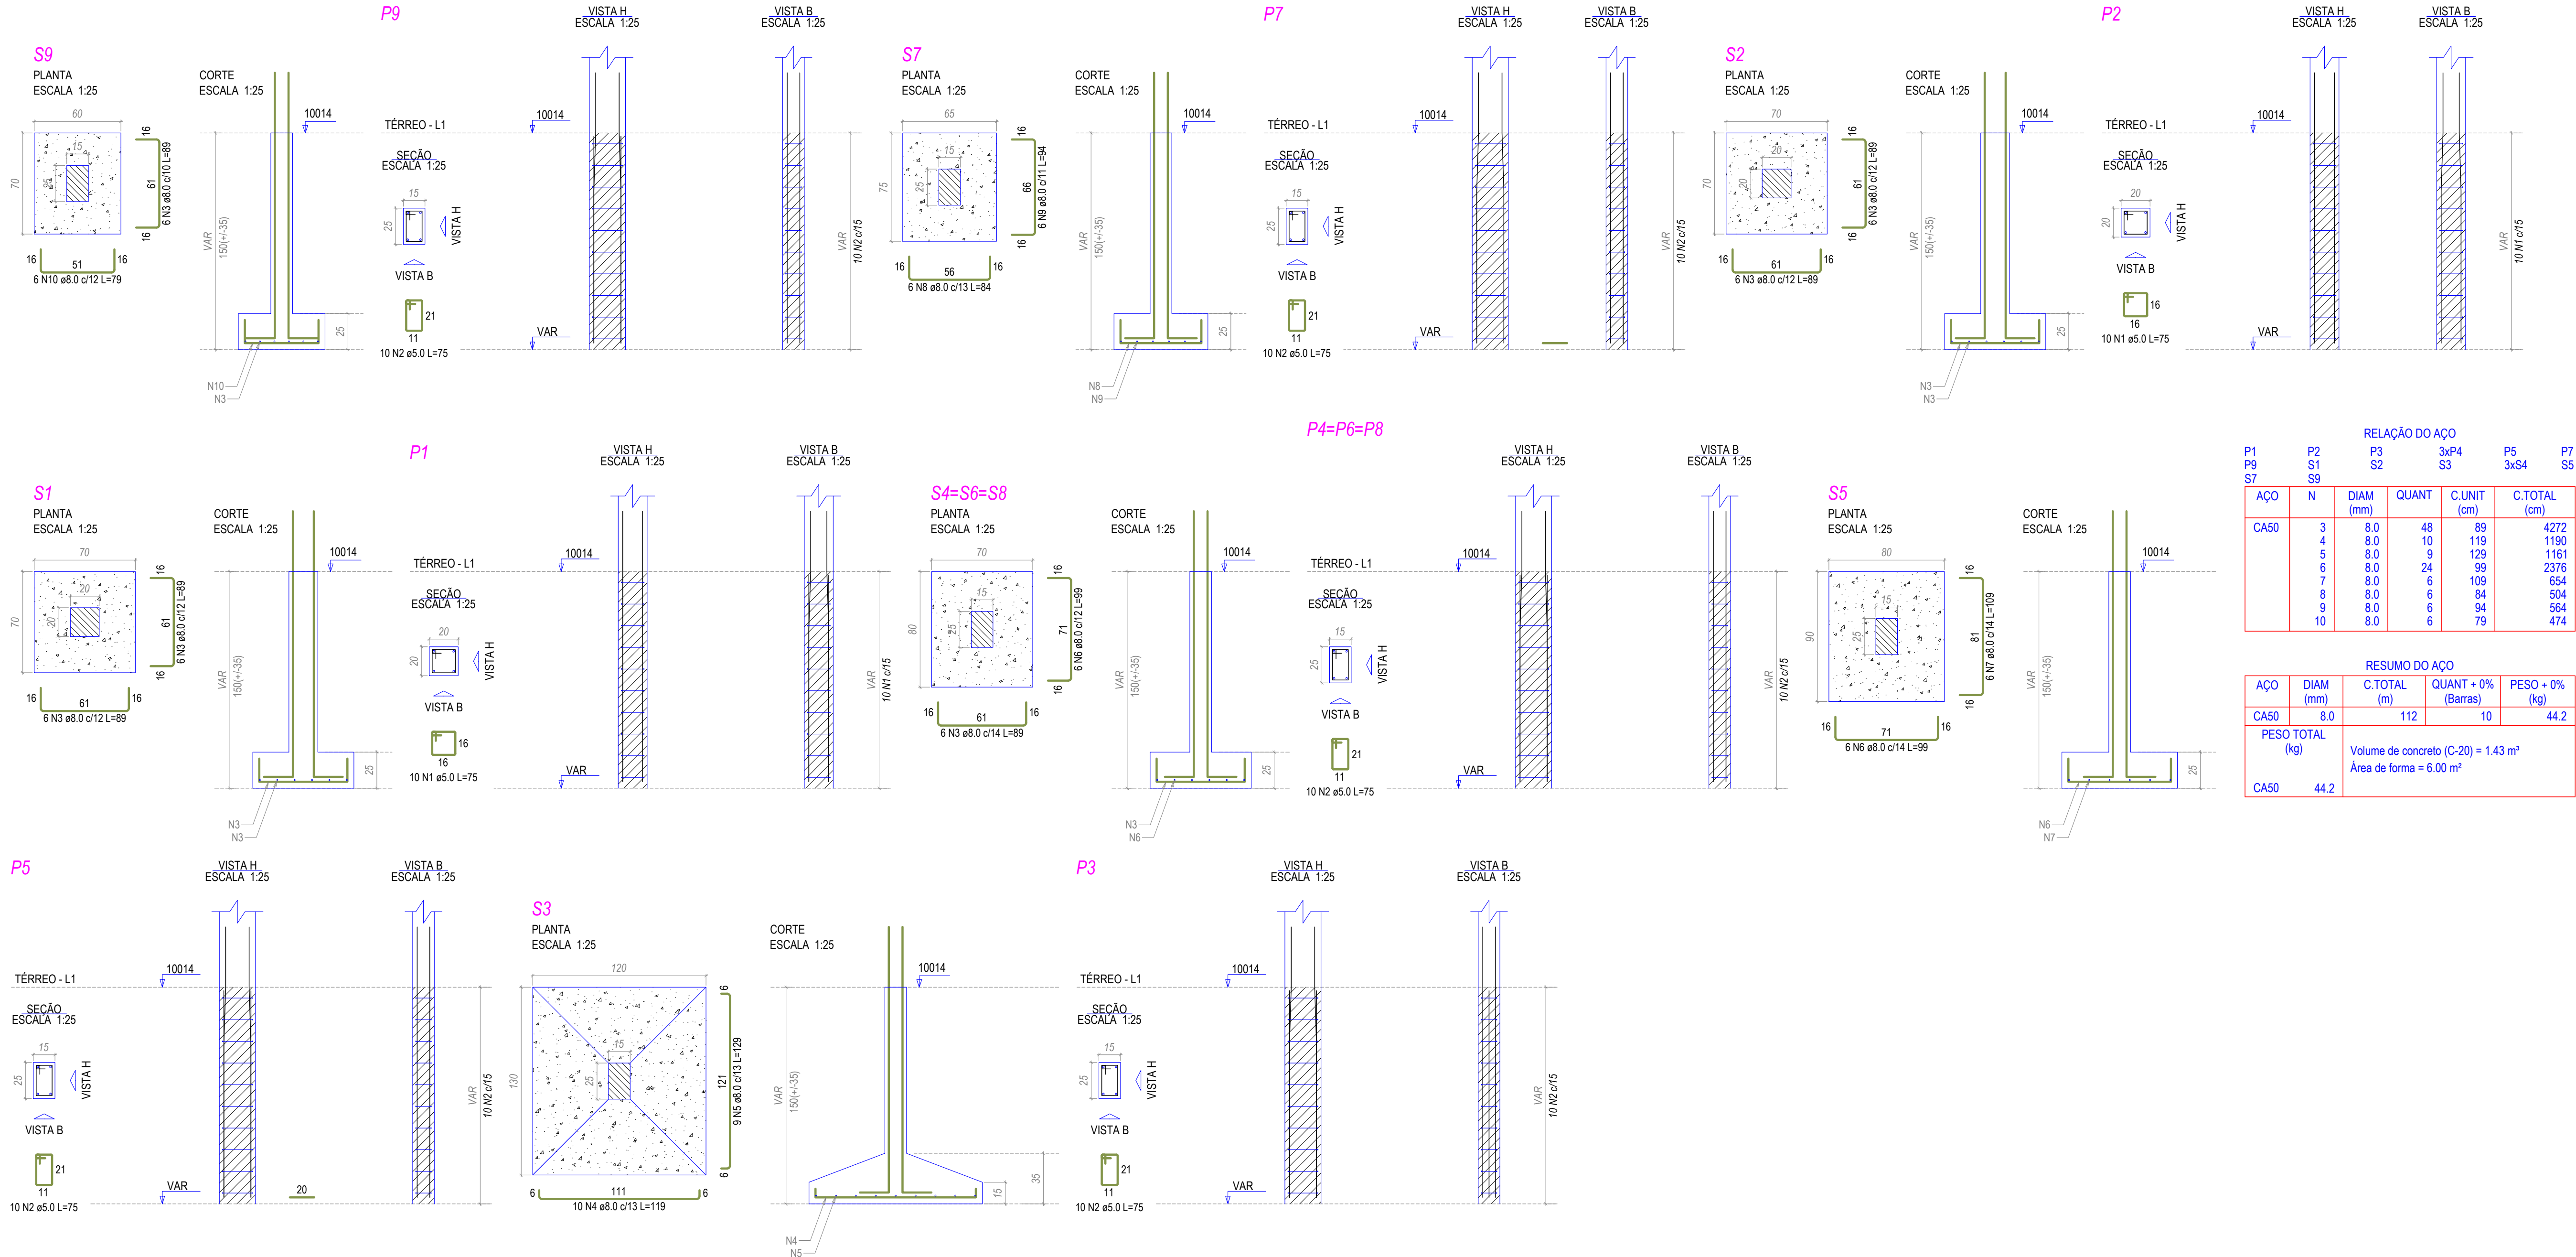 P9
S9
PLANTA
ESCALA 1:25
60
70
15
25
16
61
16
6 N3 ø8.0 c/10 L=89
16
51
16
6 N10 ø8.0 c/12 L=79
CORTE
ESCALA 1:25
10014
VAR
150(+/-35)
25
N10
N3
TÉRREO - L1
SEÇÃO
ESCALA 1:25
15
25
VISTA H
VISTA B
21
11
10 N2 ø5.0 L=75
VISTA H
ESCALA 1:25
VISTA B
ESCALA 1:25
10014
VAR
VAR
10 N2 c/15
P7
S7
PLANTA
ESCALA 1:25
65
75
15
25
16
66
16
6 N9 ø8.0 c/11 L=94
16
56
16
6 N8 ø8.0 c/13 L=84
CORTE
ESCALA 1:25
10014
VAR
150(+/-35)
25
N8
N9
TÉRREO - L1
SEÇÃO
ESCALA 1:25
15
25
VISTA H
VISTA B
21
11
10 N2 ø5.0 L=75
VISTA H
ESCALA 1:25
VISTA B
ESCALA 1:25
10014
VAR
VAR
10 N2 c/15
P2
S2
PLANTA
ESCALA 1:25
70
70
20
20
16
61
16
6 N3 ø8.0 c/12 L=89
16
61
16
6 N3 ø8.0 c/12 L=89
CORTE
ESCALA 1:25
10014
VAR
150(+/-35)
25
N3
N3
TÉRREO - L1
SEÇÃO
ESCALA 1:25
20
20
VISTA H
VISTA B
16
16
10 N1 ø5.0 L=75
VISTA H
ESCALA 1:25
VISTA B
ESCALA 1:25
10014
VAR
VAR
10 N1 c/15
P1
S1
PLANTA
ESCALA 1:25
70
70
20
20
16
61
16
6 N3 ø8.0 c/12 L=89
16
61
16
6 N3 ø8.0 c/12 L=89
CORTE
ESCALA 1:25
10014
VAR
150(+/-35)
25
N3
N3
TÉRREO - L1
SEÇÃO
ESCALA 1:25
20
20
VISTA H
VISTA B
16
16
10 N1 ø5.0 L=75
VISTA H
ESCALA 1:25
VISTA B
ESCALA 1:25
10014
VAR
VAR
10 N1 c/15
P4=P6=P8
S4=S6=S8
PLANTA
ESCALA 1:25
70
80
15
25
16
71
16
6 N6 ø8.0 c/12 L=99
16
61
16
6 N3 ø8.0 c/14 L=89
CORTE
ESCALA 1:25
10014
VAR
150(+/-35)
25
N3
N6
TÉRREO - L1
SEÇÃO
ESCALA 1:25
15
25
VISTA H
VISTA B
21
11
10 N2 ø5.0 L=75
VISTA H
ESCALA 1:25
VISTA B
ESCALA 1:25
10014
VAR
VAR
10 N2 c/15
S5
PLANTA
ESCALA 1:25
80
90
15
25
16
81
16
6 N7 ø8.0 c/14 L=109
16
71
16
6 N6 ø8.0 c/14 L=99
CORTE
ESCALA 1:25
10014
VAR
150(+/-35)
25
N6
N7
RELAÇÃO DO AÇO
P1 P2 P3 3xP4 P5 P7
P9 S1 S2 S3 3xS4 S5
S7 S9
AÇO N DIAM QUANT C.UNIT C.TOTAL
(mm) (cm) (cm)
CA50 3 8.0 48 89 4272
4 8.0 10 119 1190
5 8.0 9 129 1161
6 8.0 24 99 2376
7 8.0 6 109 654
8 8.0 6 84 504
9 8.0 6 94 564
10 8.0 6 79 474
RESUMO DO AÇO
AÇO DIAM C.TOTAL QUANT + 0% PESO + 0%
(mm) (m) (Barras) (kg)
CA50 8.0 112 10 44.2
PESO TOTAL
(kg)
CA50 44.2
Volume de concreto (C-20) = 1.43 m³
Área de forma = 6.00 m²
P5
TÉRREO - L1
SEÇÃO
ESCALA 1:25
15
25
VISTA H
VISTA B
21
11
10 N2 ø5.0 L=75
VISTA H
ESCALA 1:25
VISTA B
ESCALA 1:25
10014
VAR
20
VAR
10 N2 c/15
S3
PLANTA
ESCALA 1:25
120
130
15
25
6
121
6
9 N5 ø8.0 c/13 L=129
6
111
6
10 N4 ø8.0 c/13 L=119
CORTE
ESCALA 1:25
10014
VAR
150(+/-35)
15
35
N4
N5
P3
TÉRREO - L1
SEÇÃO
ESCALA 1:25
15
25
VISTA H
VISTA B
21
11
10 N2 ø5.0 L=75
VISTA H
ESCALA 1:25
VISTA B
ESCALA 1:25
10014
VAR
VAR
10 N2 c/15